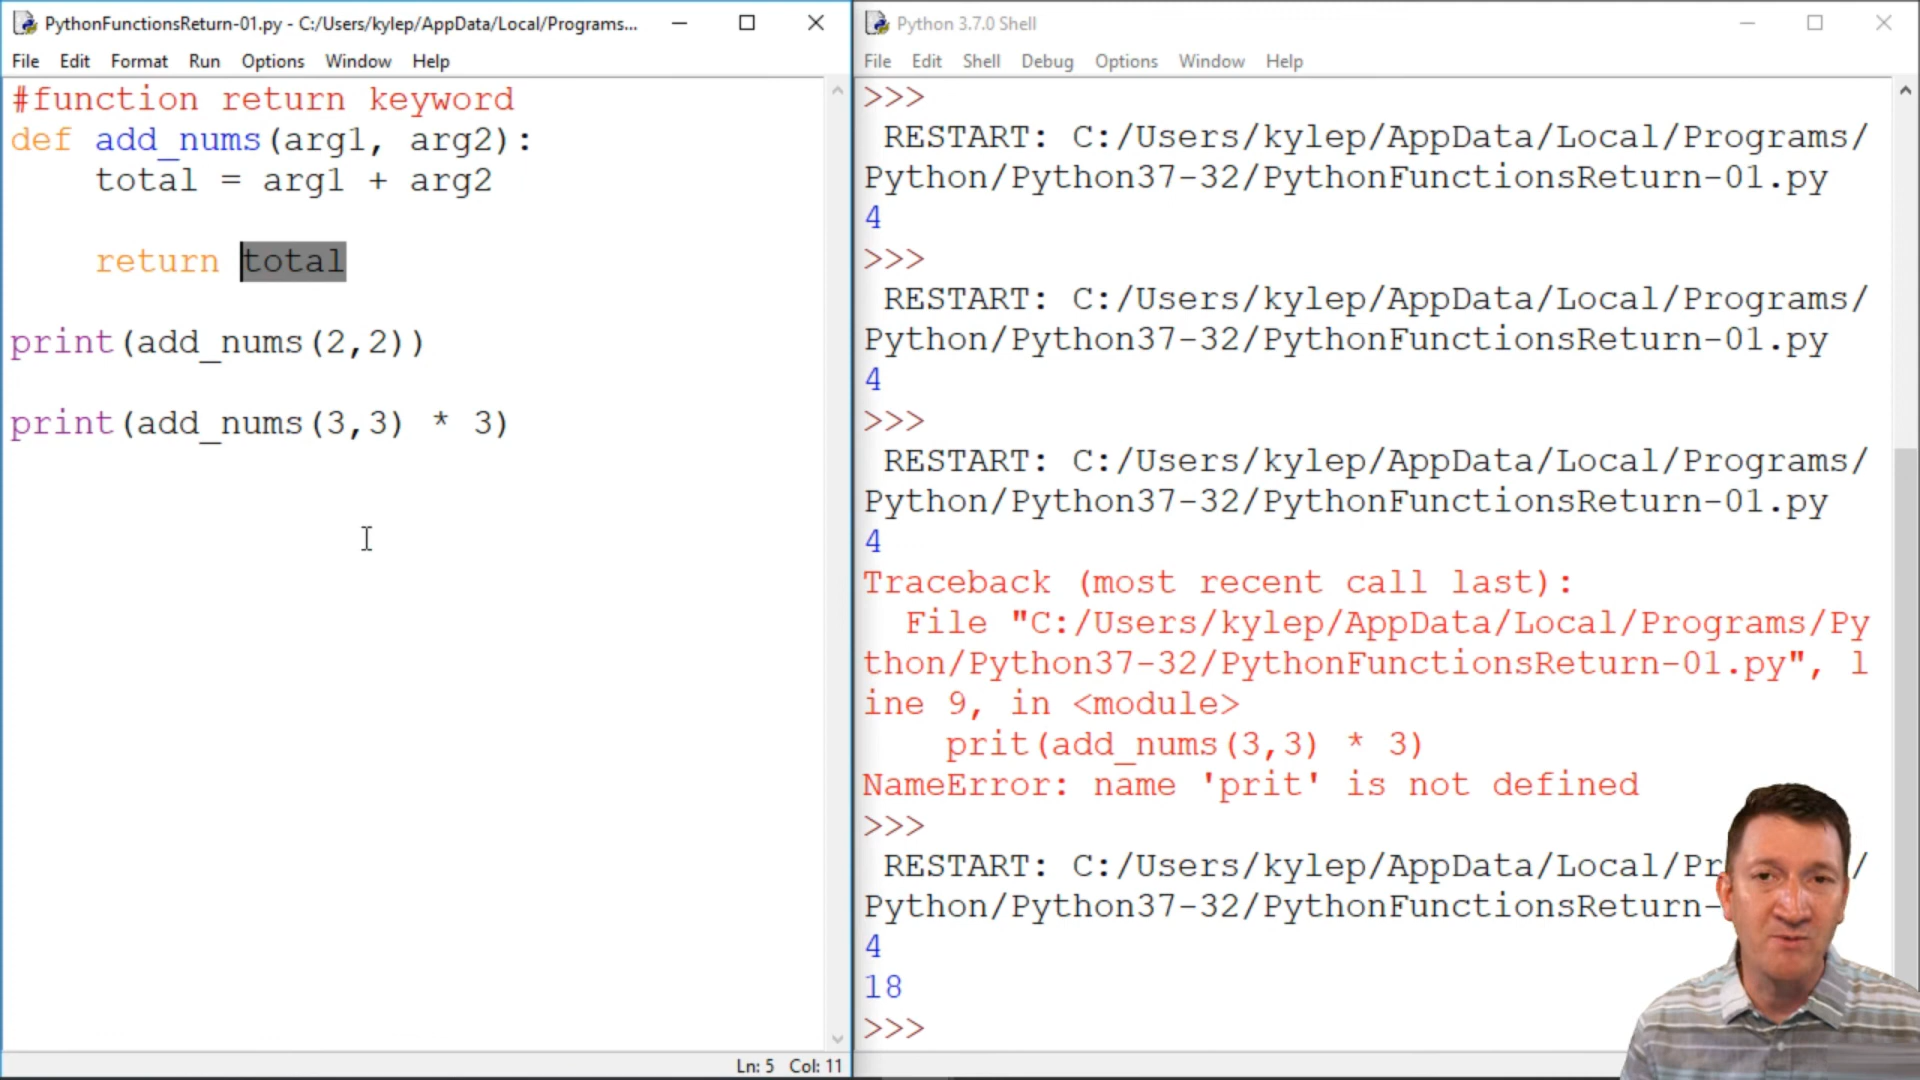 PythonFunctionsReturn-01.py - C:/Users/kylep/AppData/Local/Programs...
File Edit Format Run Options Window Help
#function return keyword
def add_nums(arg1, arg2):
    total = arg1 + arg2
    return total
print(add_nums(2,2))
print(add_nums(3,3) * 3)
Ln: 5 Col: 11
Python 3.7.0 Shell
File Edit Shell Debug Options Window Help
>>>
 RESTART: C:/Users/kylep/AppData/Local/Programs/
Python/Python37-32/PythonFunctionsReturn-01.py
4
>>>
 RESTART: C:/Users/kylep/AppData/Local/Programs/
Python/Python37-32/PythonFunctionsReturn-01.py
4
>>>
 RESTART: C:/Users/kylep/AppData/Local/Programs/
Python/Python37-32/PythonFunctionsReturn-01.py
4
Traceback (most recent call last):
  File "C:/Users/kylep/AppData/Local/Programs/Py
thon/Python37-32/PythonFunctionsReturn-01.py", l
ine 9, in <module>
    prit(add_nums(3,3) * 3)
NameError: name 'prit' is not defined
>>>
 RESTART: C:/Users/kylep/AppData/Local/Pr /
Python/Python37-32/PythonFunctionsReturn-
4
18
>>>